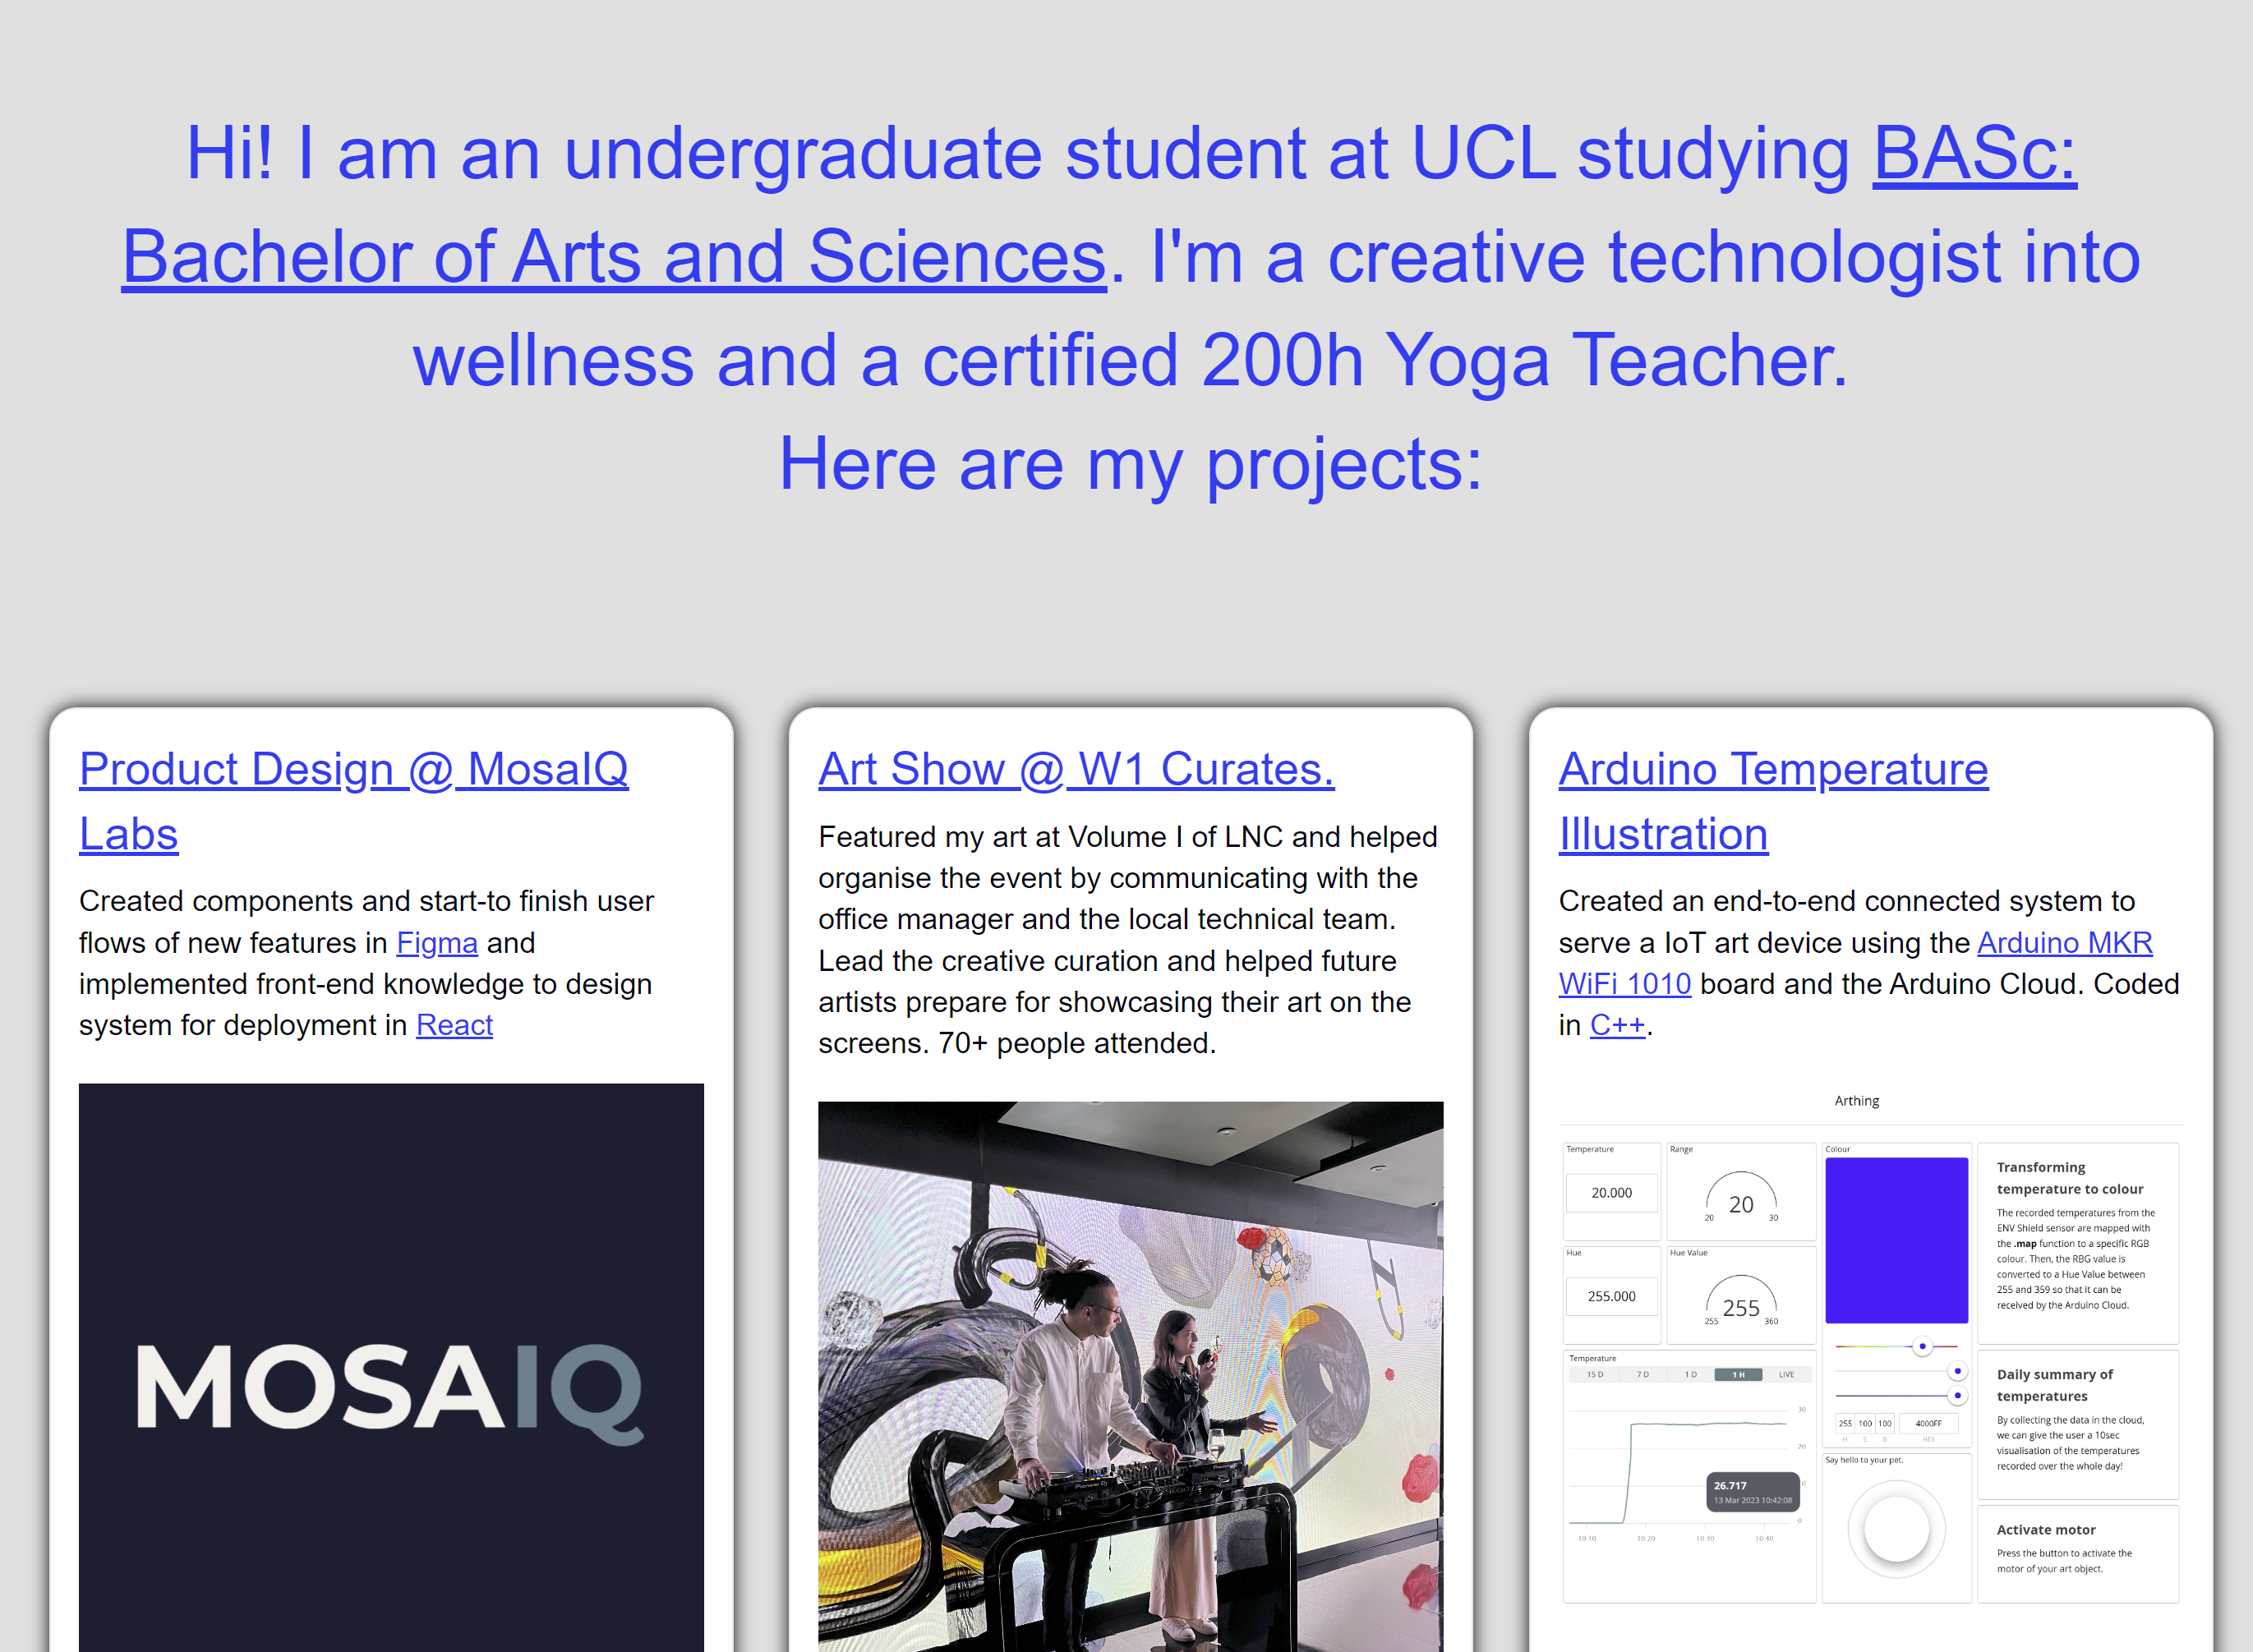 Hi! I am an undergraduate student at UCL studying BASc:
Bachelor of Arts and Sciences. I'm a creative technologist into
wellness and a certified 200h Yoga Teacher.
Here are my projects:
Product Design @ MosaIQ
Labs
Created components and start-to finish user
flows of new features in Figma and
implemented front-end knowledge to design
system for deployment in React
MOSAIQ
Art Show @ W1 Curates.
Featured my art at Volume I of LNC and helped
organise the event by communicating with the
office manager and the local technical team.
Lead the creative curation and helped future
artists prepare for showcasing their art on the
screens. 70+ people attended.
Pioneer DJ
Arduino Temperature
Illustration
Created an end-to-end connected system to
serve a IoT art device using the Arduino MKR
WiFi 1010 board and the Arduino Cloud. Coded
in C++.
Arthing
Temperature
20.000
Range
20
20 30
Hue
255.000
Hue Value
255
255 360
Temperature
15 D 7 D 1 D 1 H LIVE
30
20
0
26.717
13 Mar 2023 10:42:08
0
10:10 10:20 10:30 10:40
Colour
255 100 100 4000FF
H S B HEX
Say hello to your pet.
Transforming
temperature to colour
The recorded temperatures from the
ENV Shield sensor are mapped with
the .map function to a specific RGB
colour. Then, the RBG value is
converted to a Hue Value between
255 and 359 so that it can be
received by the Arduino Cloud.
Daily summary of
temperatures
By collecting the data in the cloud,
we can give the user a 10sec
visualisation of the temperatures
recorded over the whole day!
Activate motor
Press the button to activate the
motor of your art object.